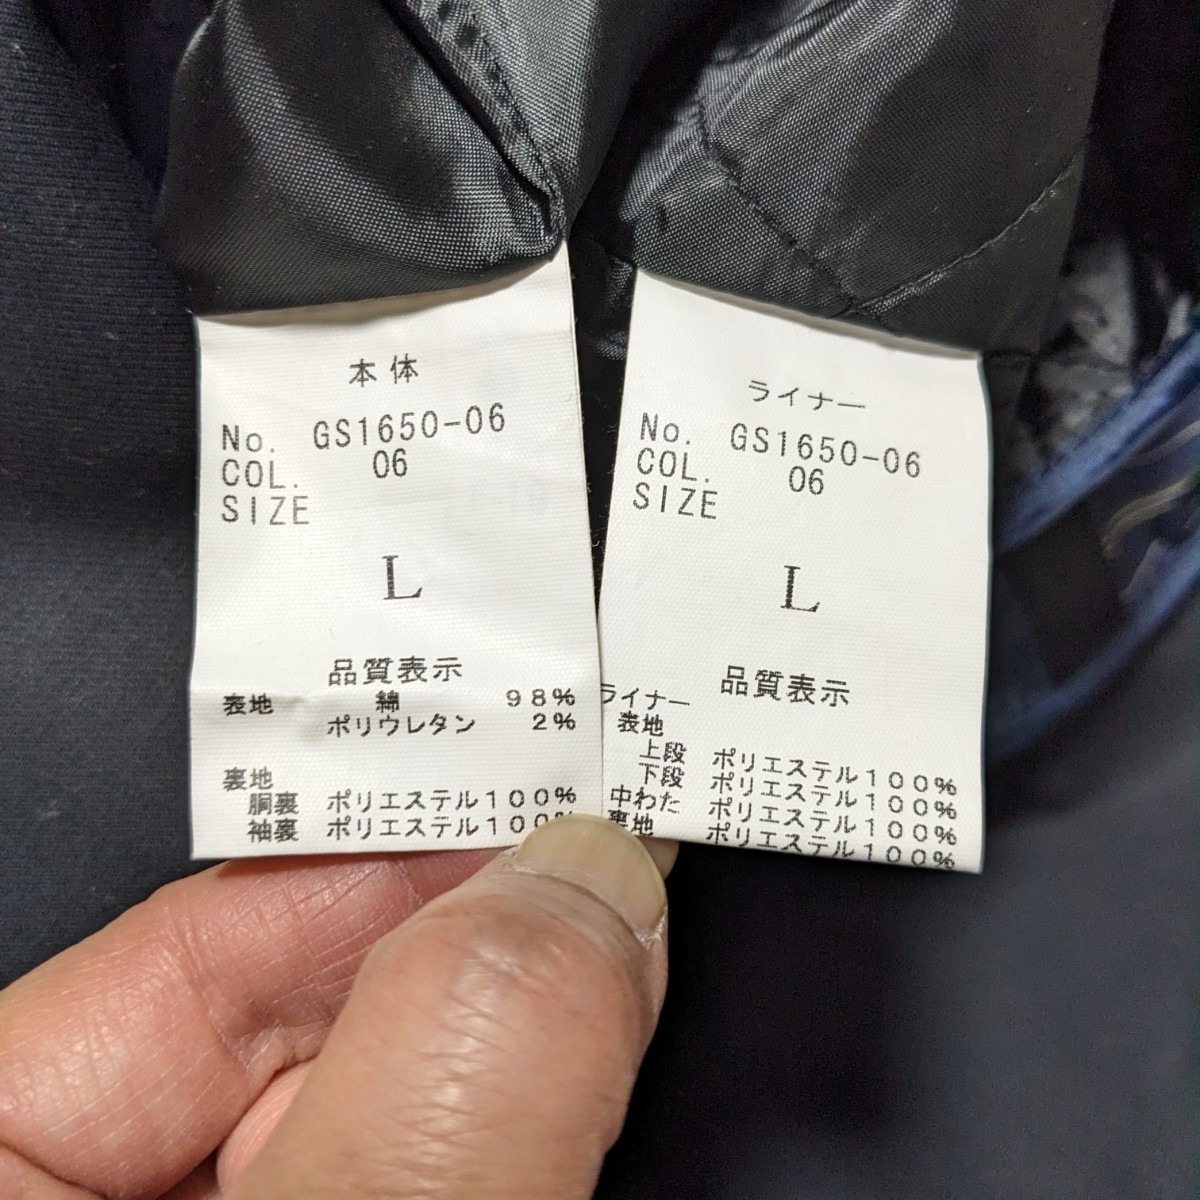 本体
No. GS1650-06
COL. 06
SIZE
L
品質表示
表地 綿 98%
ポリウレタン 2%
裏地
胴裏 ポリエステル100%
袖裏 ポリエステル100%
ライナー
No. GS1650-06
COL. 06
SIZE
L
品質表示
ライナー
表地
上段 ポリエステル100%
下段 ポリエステル100%
中わた ポリエステル100%
裏地 ポリエステル100%